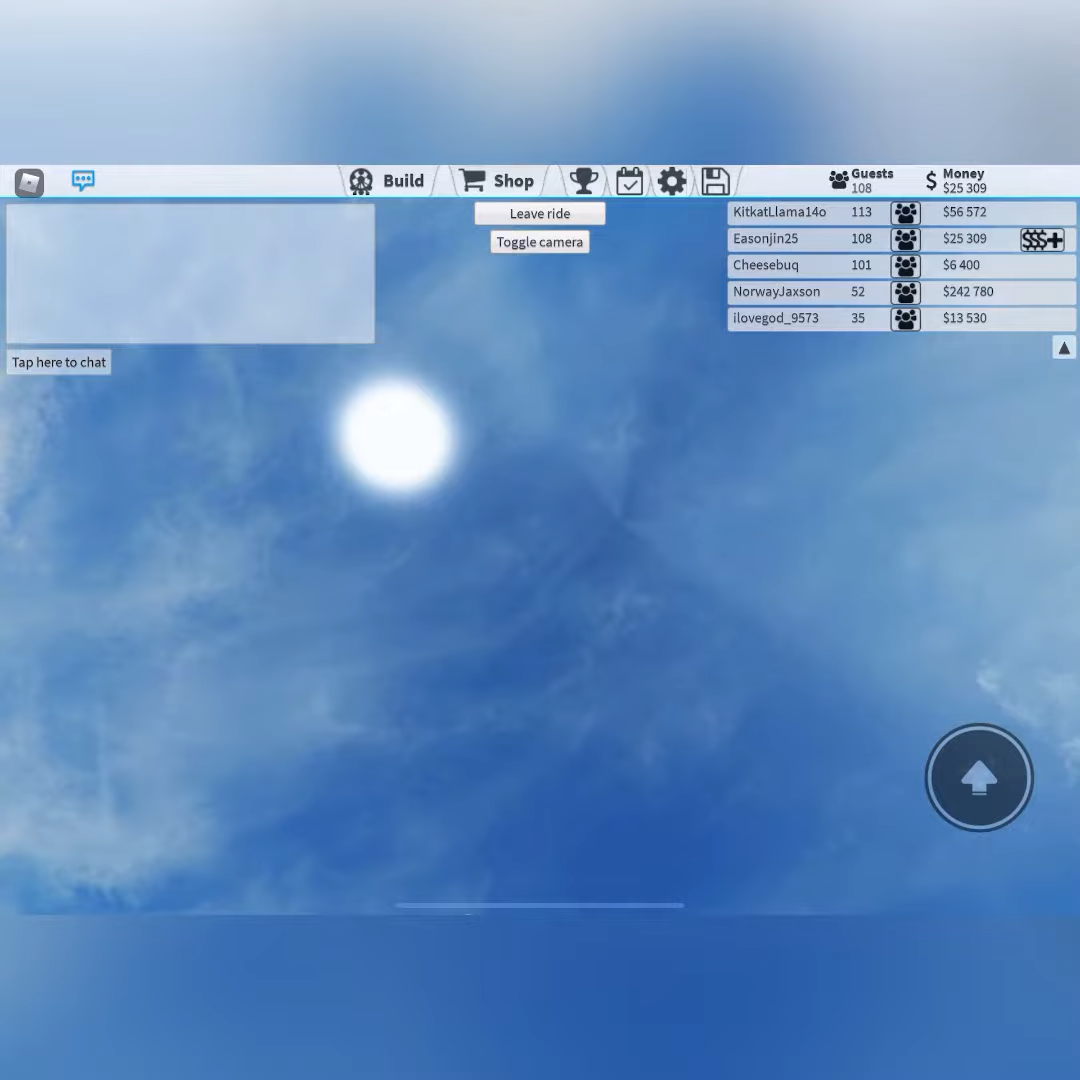 Build
Shop
Guests
108
$
Money
$25 309
Leave ride
Toggle camera
KitkatLlama14o 113 $56 572
Easonjin25 108 $25 309 $$$+
Cheesebuq 101 $6 400
NorwayJaxson 52 $242 780
ilovegod_9573 35 $13 530
Tap here to chat